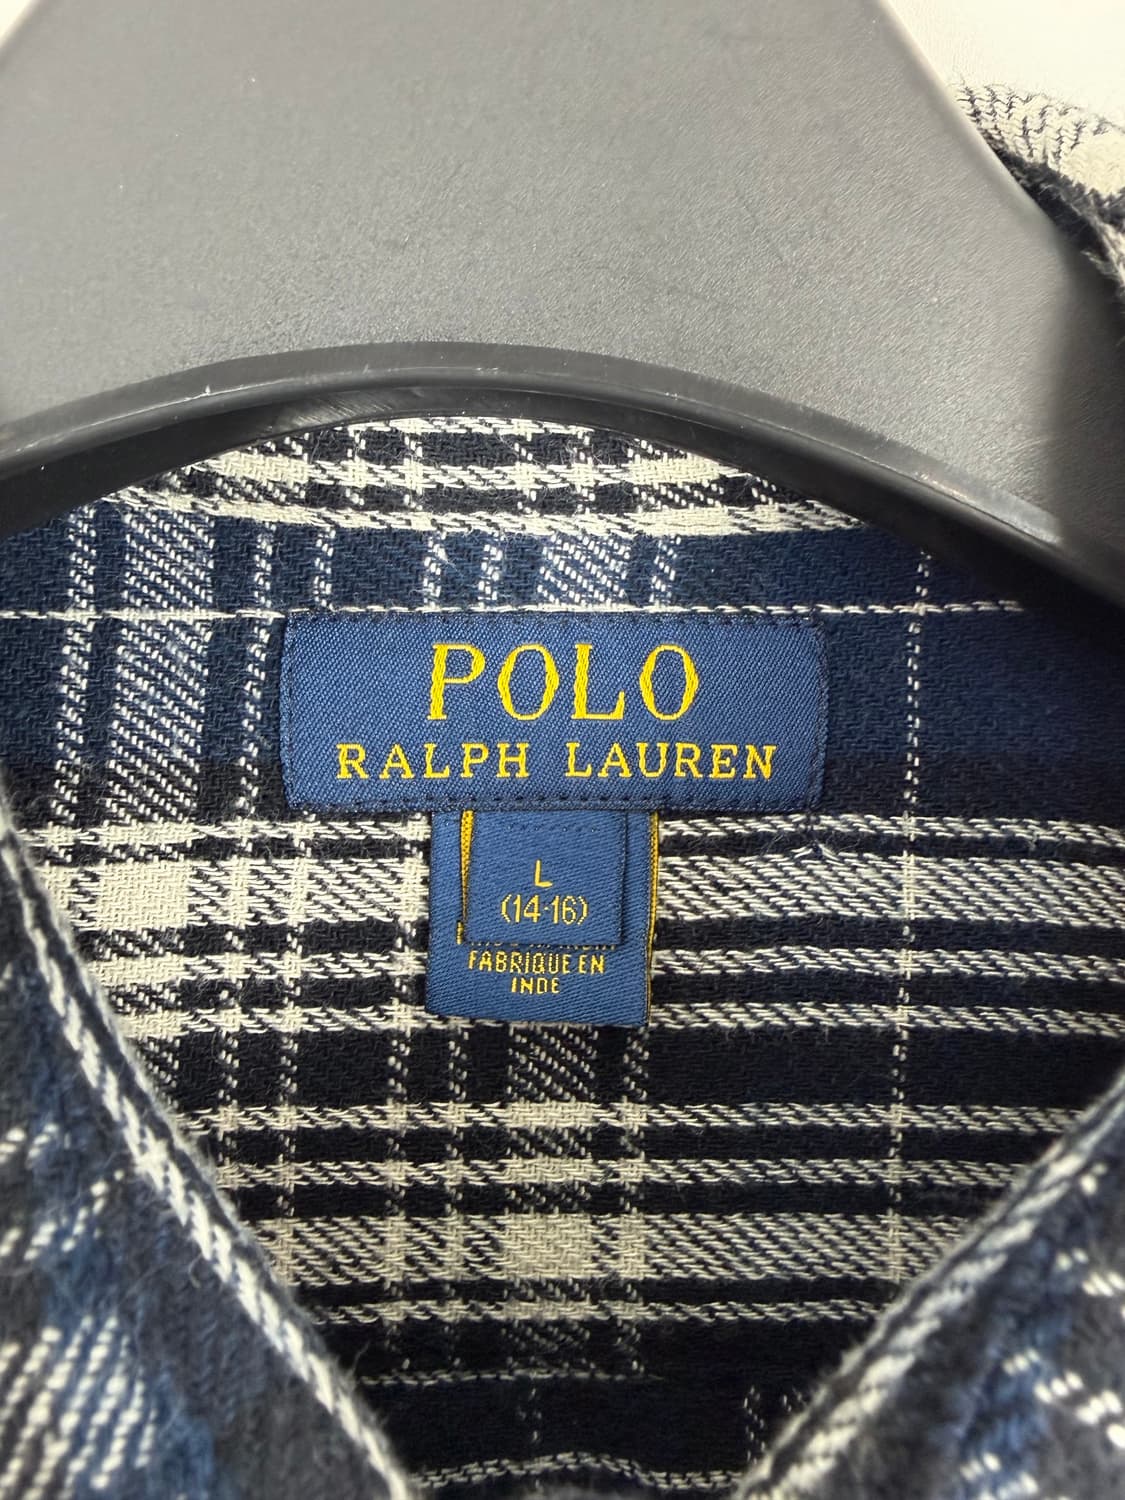 POLO
RALPH LAUREN
L
(14-16)
FABRIQUE EN
INDE